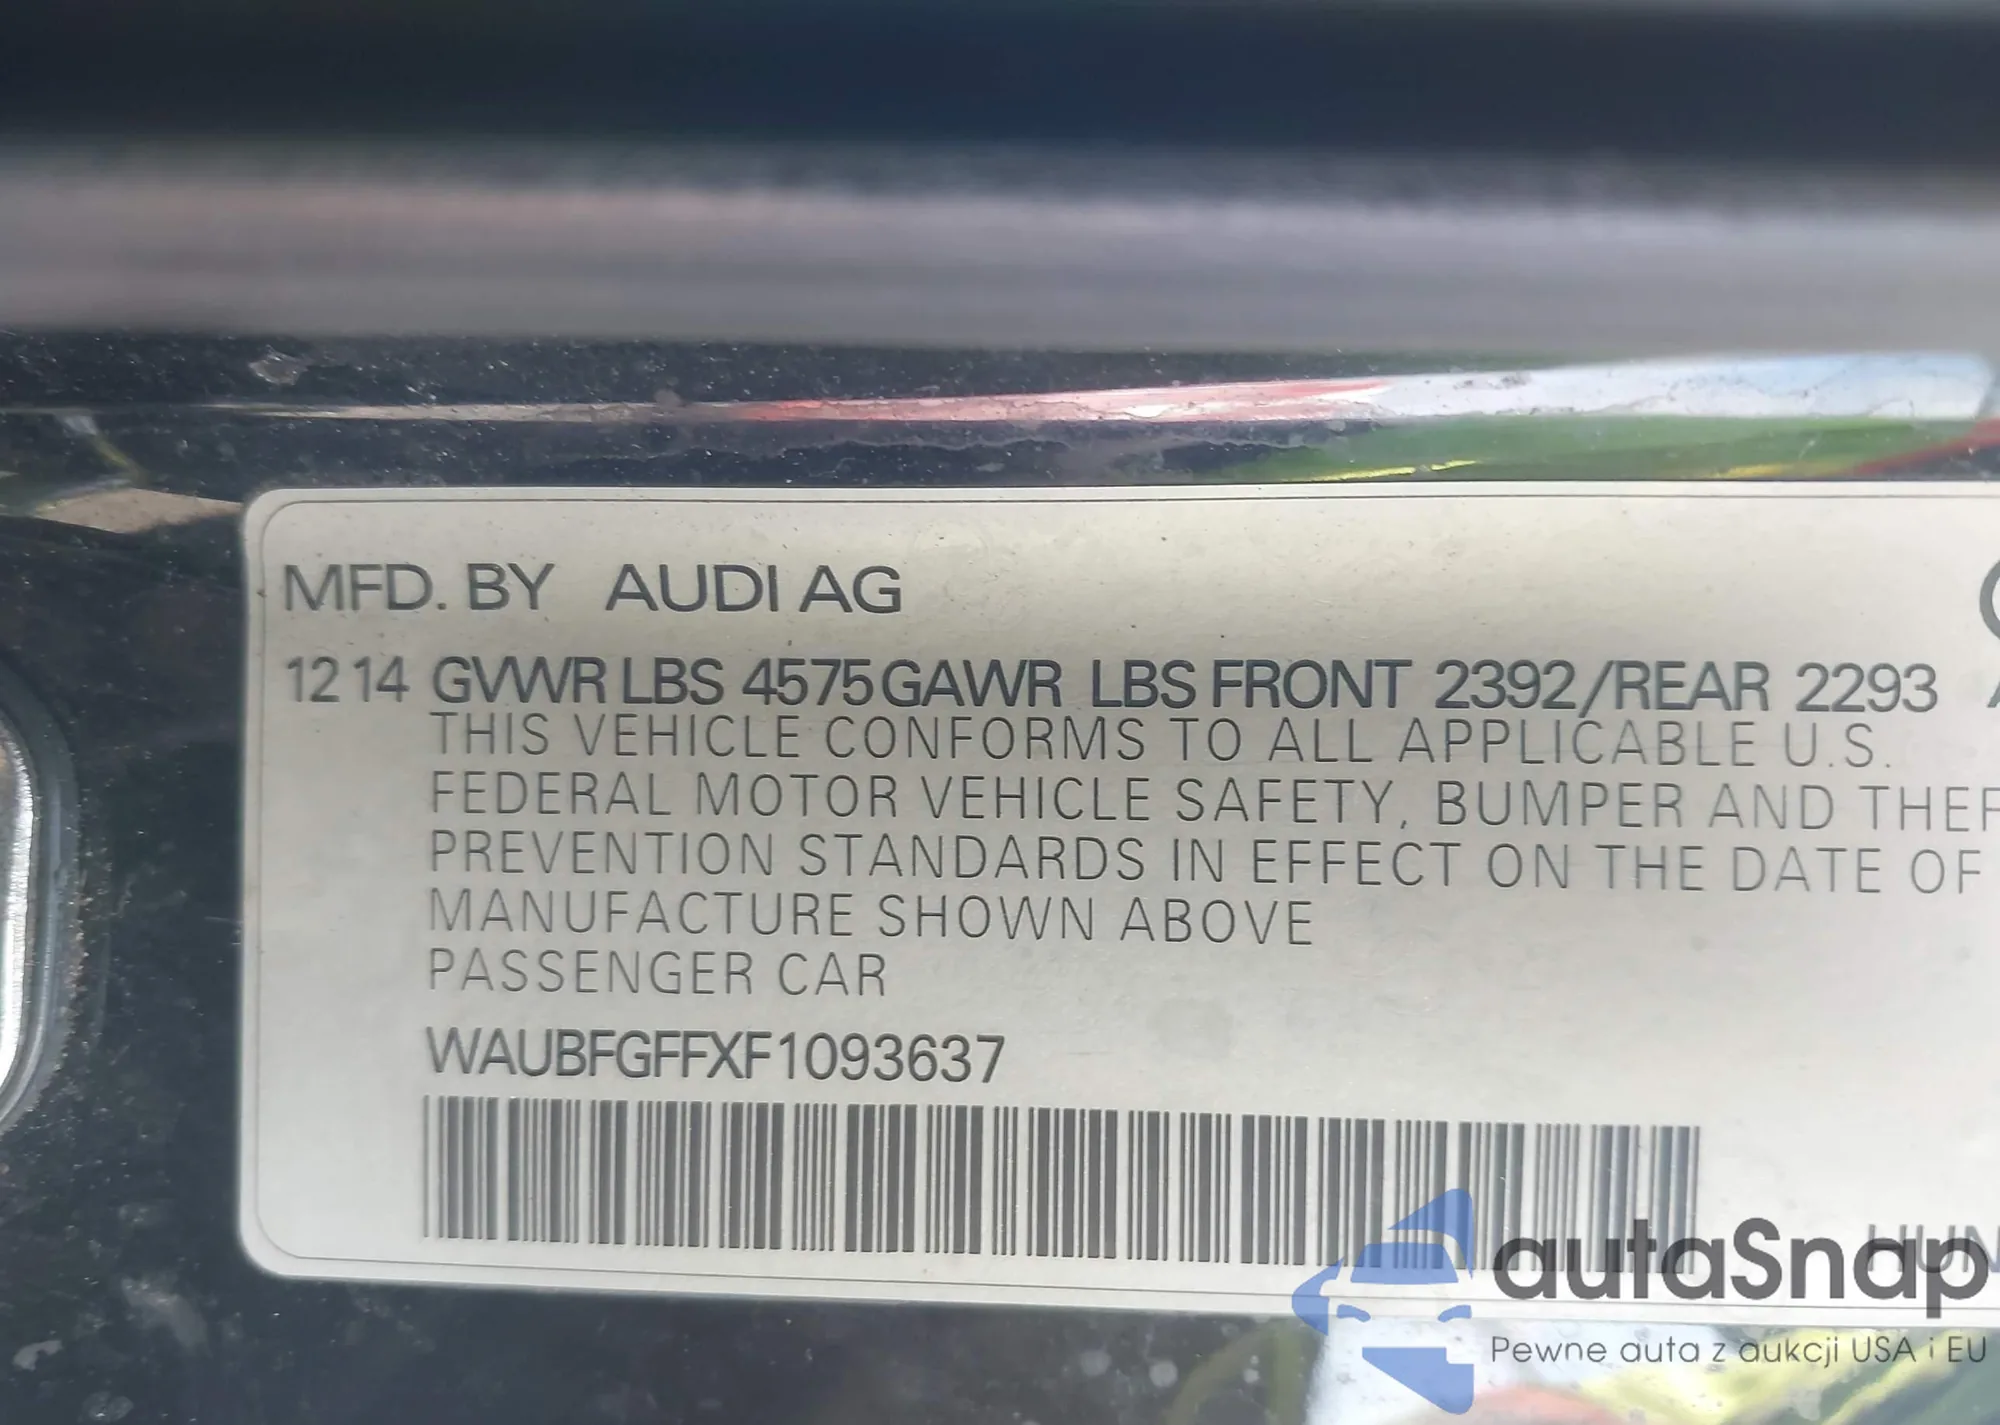 MFD. BY AUDI AG
12 14 GVWR LBS 4575 GAWR LBS FRONT 2392/REAR 2293
THIS VEHICLE CONFORMS TO ALL APPLICABLE U.S.
FEDERAL MOTOR VEHICLE SAFETY, BUMPER AND THEF
PREVENTION STANDARDS IN EFFECT ON THE DATE OF
MANUFACTURE SHOWN ABOVE
PASSENGER CAR
WAUBFGFFXF1093637
HUN
autaSnap
Pewne auta z aukcji USA i EU